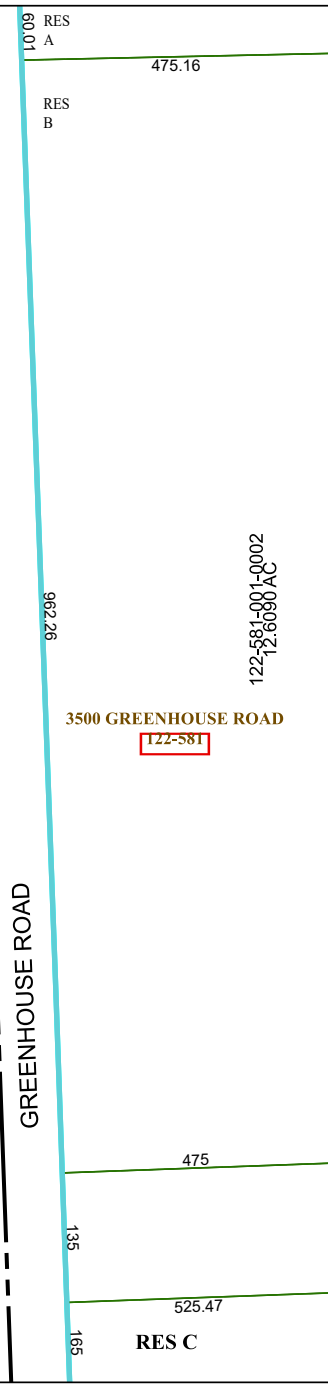 60.01
RES
A
475.16
RES
B
122-581-001-0002
12.6090 AC
962.26
3500 GREENHOUSE ROAD
122-581
GREENHOUSE ROAD
475
135
525.47
165
RES C